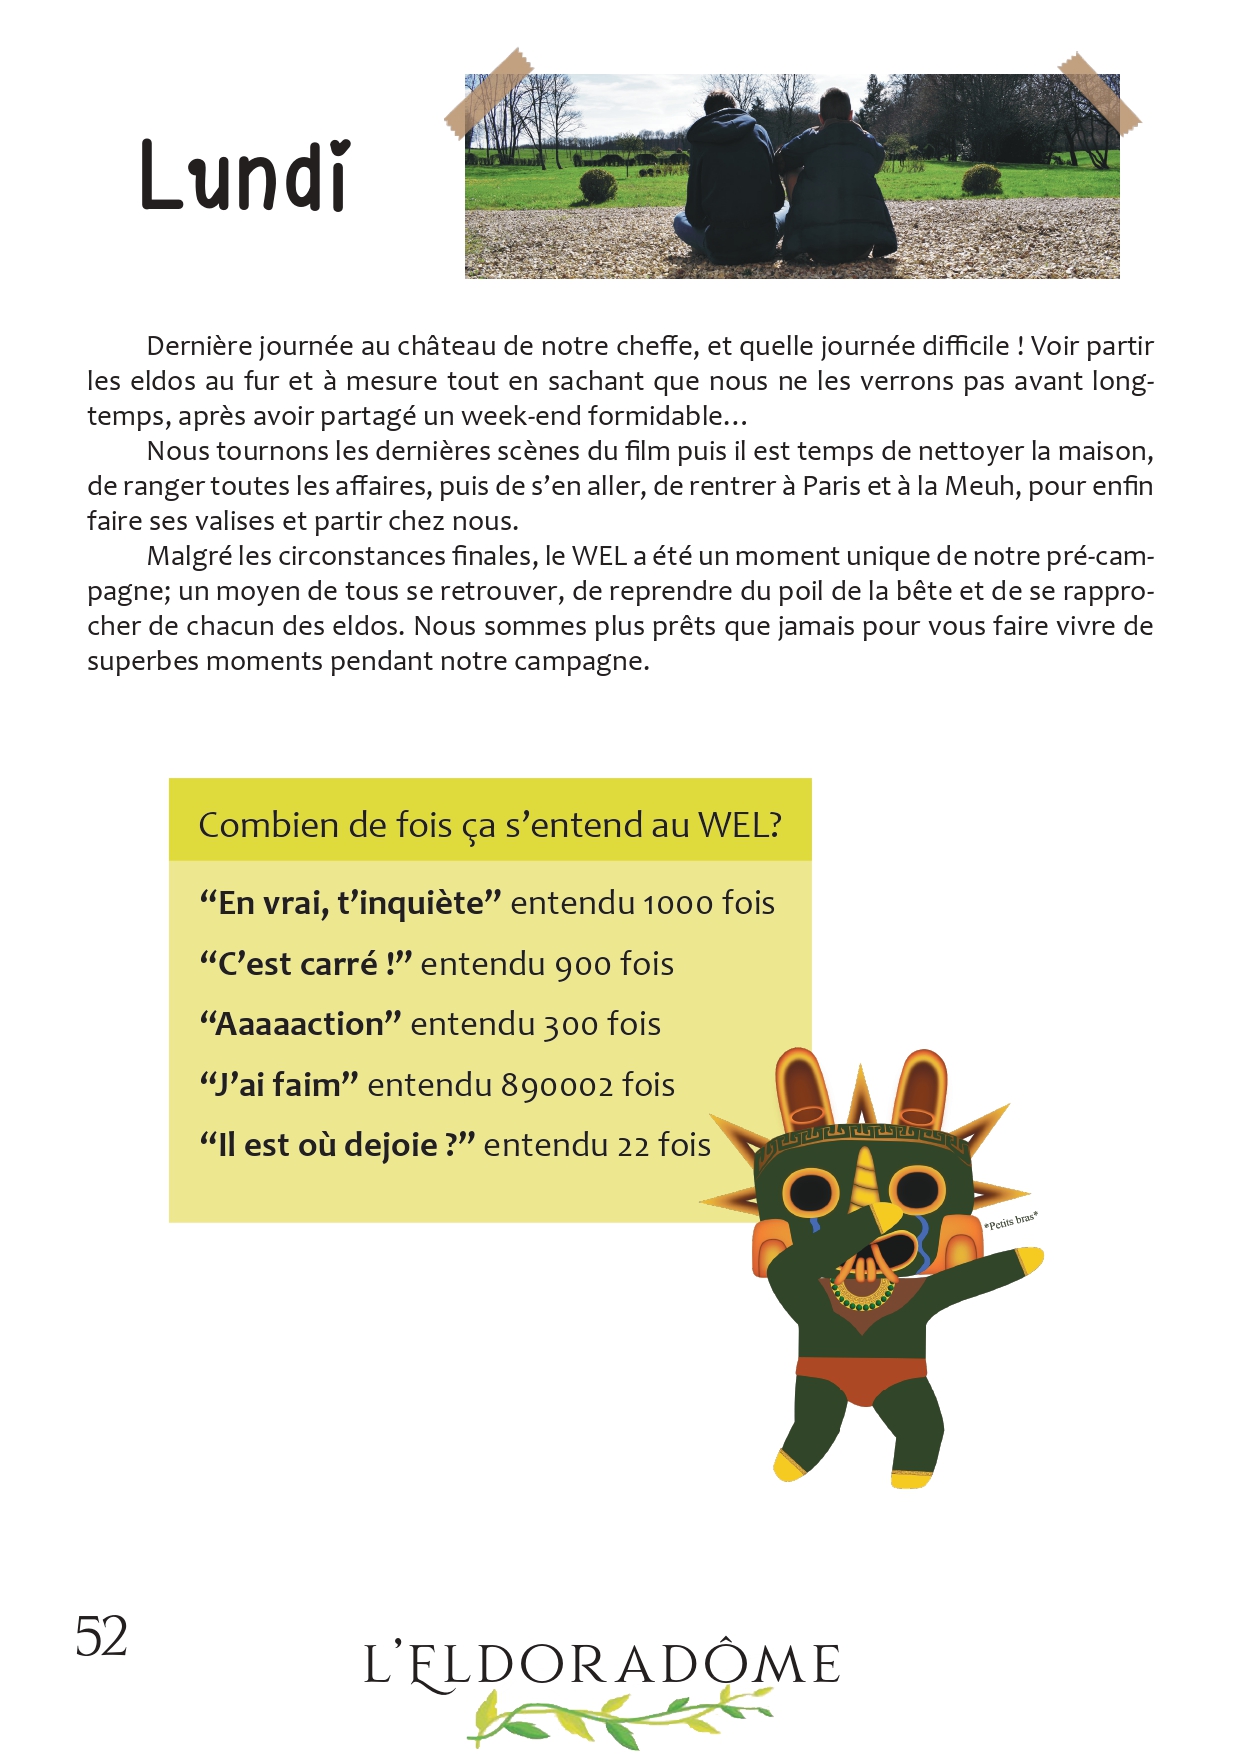 Lundi
Dernière journée au château de notre cheffe, et quelle journée difficile ! Voir partir
les eldos au fur et à mesure tout en sachant que nous ne les verrons pas avant long-
temps, après avoir partagé un week-end formidable…
Nous tournons les dernières scènes du film puis il est temps de nettoyer la maison,
de ranger toutes les affaires, puis de s’en aller, de rentrer à Paris et à la Meuh, pour enfin
faire ses valises et partir chez nous.
Malgré les circonstances finales, le WEL a été un moment unique de notre pré-cam-
pagne; un moyen de tous se retrouver, de reprendre du poil de la bête et de se rappro-
cher de chacun des eldos. Nous sommes plus prêts que jamais pour vous faire vivre de
superbes moments pendant notre campagne.
Combien de fois ça s’entend au WEL?
“En vrai, t’inquiète” entendu 1000 fois
“C’est carré !” entendu 900 fois
“Aaaaaction” entendu 300 fois
“J’ai faim” entendu 890002 fois
“Il est où dejoie ?” entendu 22 fois
*Petits bras*
52
L’ELDORADÔME